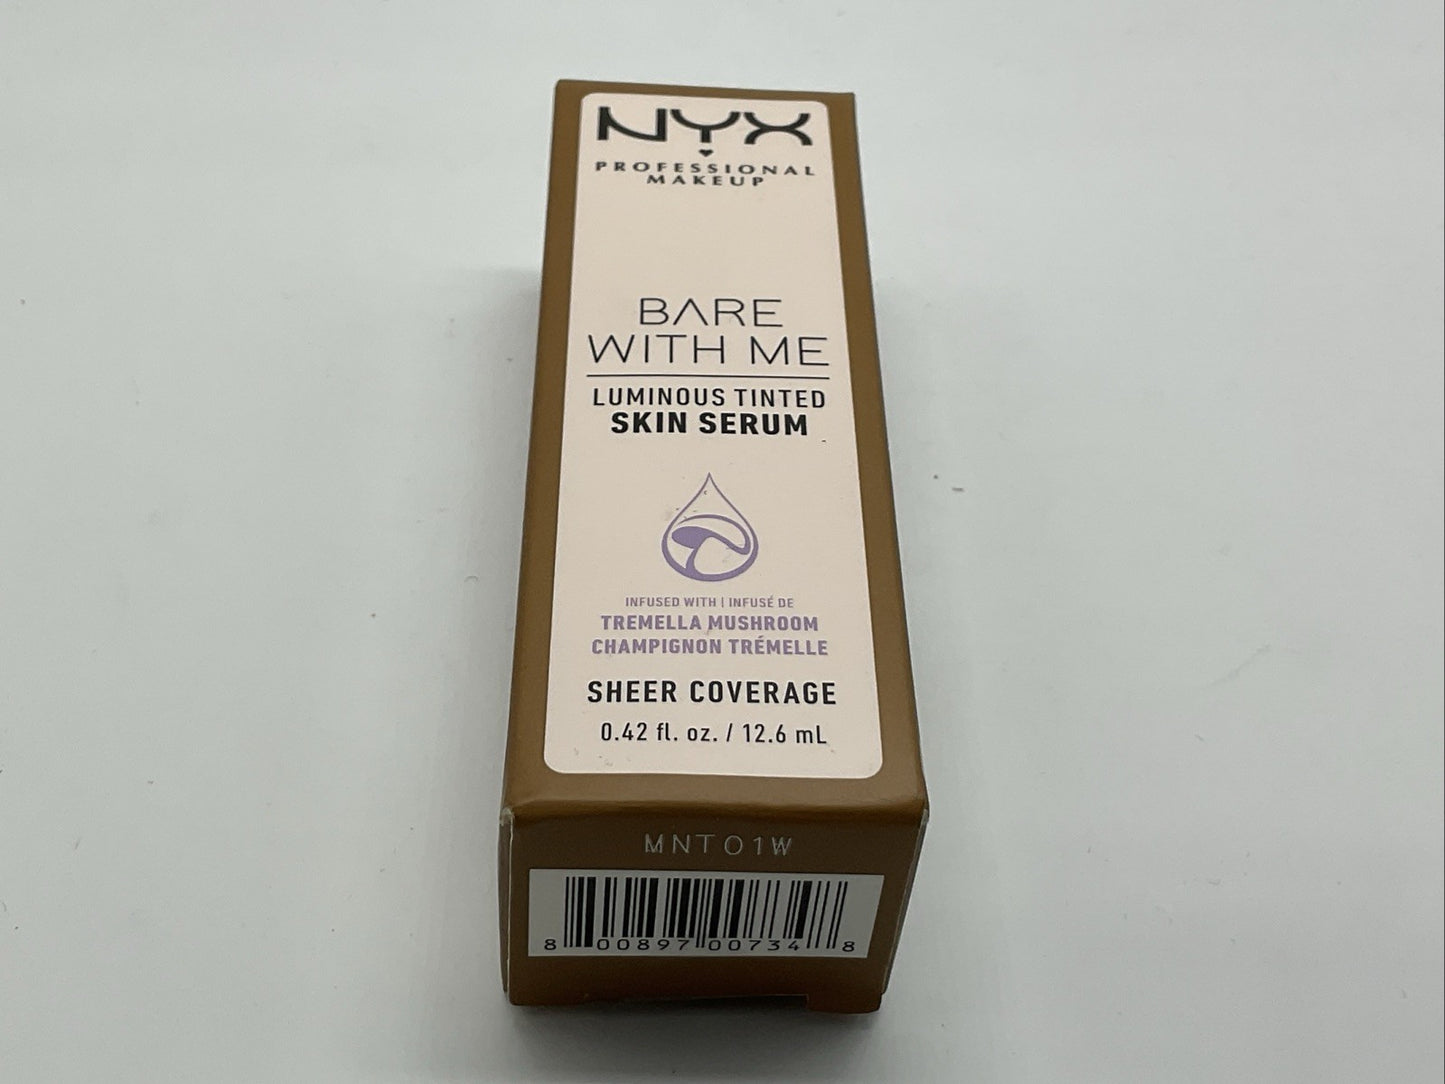 NYX
PROFESSIONAL
MAKEUP
BARE
WITH ME
LUMINOUS TINTED
SKIN SERUM
INFUSED WITH | INFUSÉ DE
TREMELLA MUSHROOM
CHAMPIGNON TRÉMELLE
SHEER COVERAGE
0.42 fl. oz. / 12.6 mL
MNT01W
8 00897 00734 8